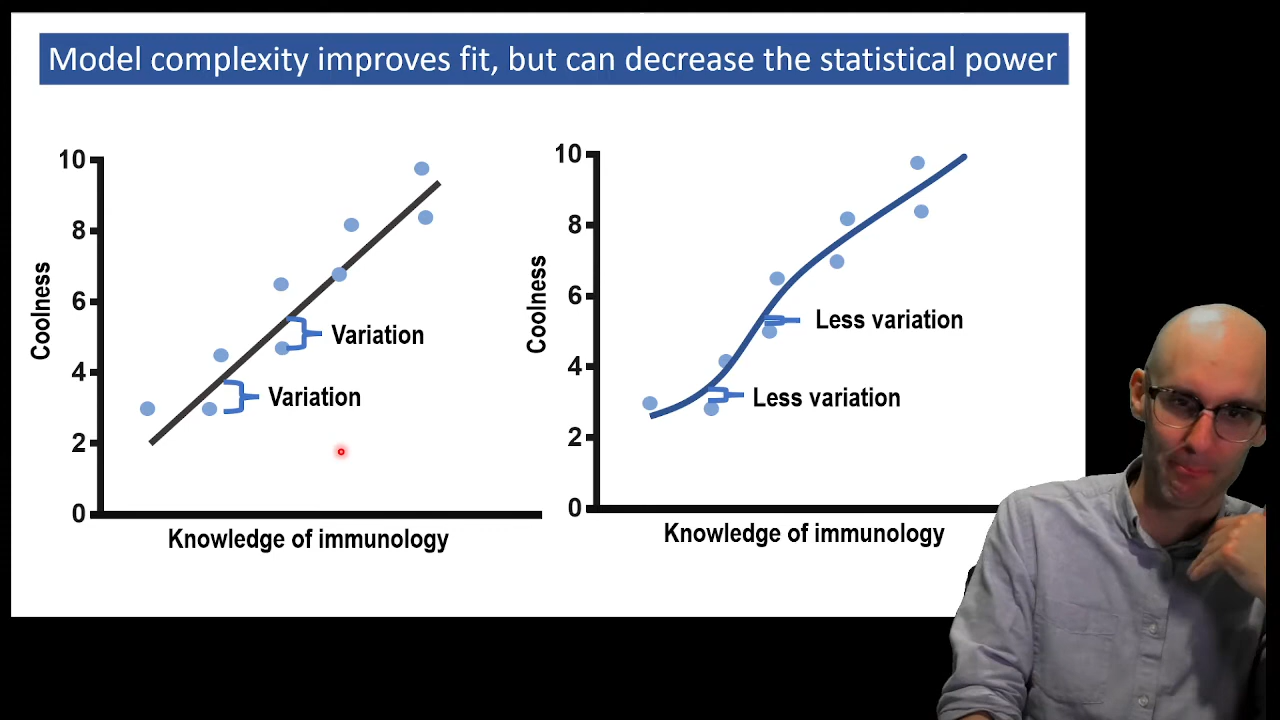 Model complexity improves fit, but can decrease the statistical power
10
8
6
4
2
0
Coolness
Variation
Variation
Knowledge of immunology
10
8
6
4
2
0
Coolness
Less variation
Less variation
Knowledge of immunology